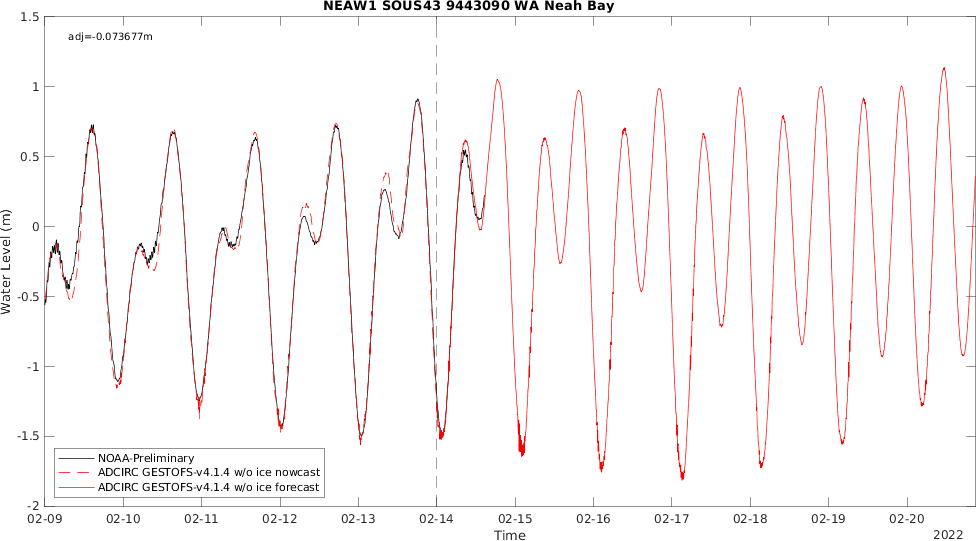 NEAW1 SOUS43 9443090 WA Neah Bay
adj=-0.073677m
1.5
1
0.5
0
-0.5
-1
-1.5
-2
Water Level (m)
NOAA-Preliminary
ADCIRC GESTOFS-v4.1.4 w/o ice nowcast
ADCIRC GESTOFS-v4.1.4 w/o ice forecast
02-09 02-10 02-11 02-12 02-13 02-14 02-15 02-16 02-17 02-18 02-19 02-20
Time
2022